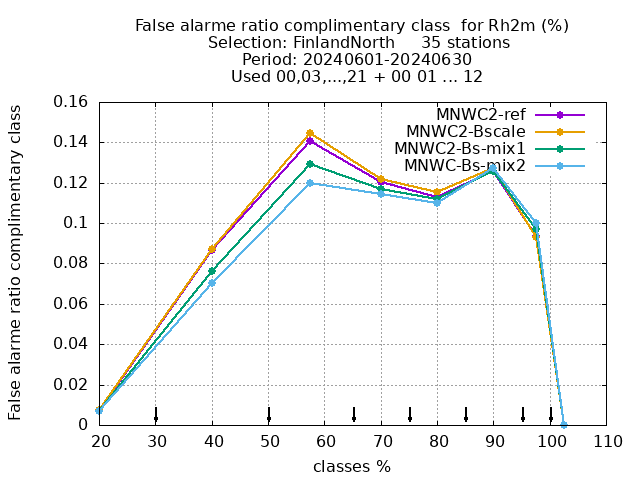 False alarme ratio complimentary class  for Rh2m (%)
Selection: FinlandNorth     35 stations
Period: 20240601-20240630
Used 00,03,...,21 + 00 01 ... 12
False alarme ratio complimentary class
0.16
0.14
0.12
0.1
0.08
0.06
0.04
0.02
0
MNWC2-ref
MNWC2-Bscale
MNWC2-Bs-mix1
MNWC-Bs-mix2
20 30 40 50 60 70 80 90 100 110
classes %